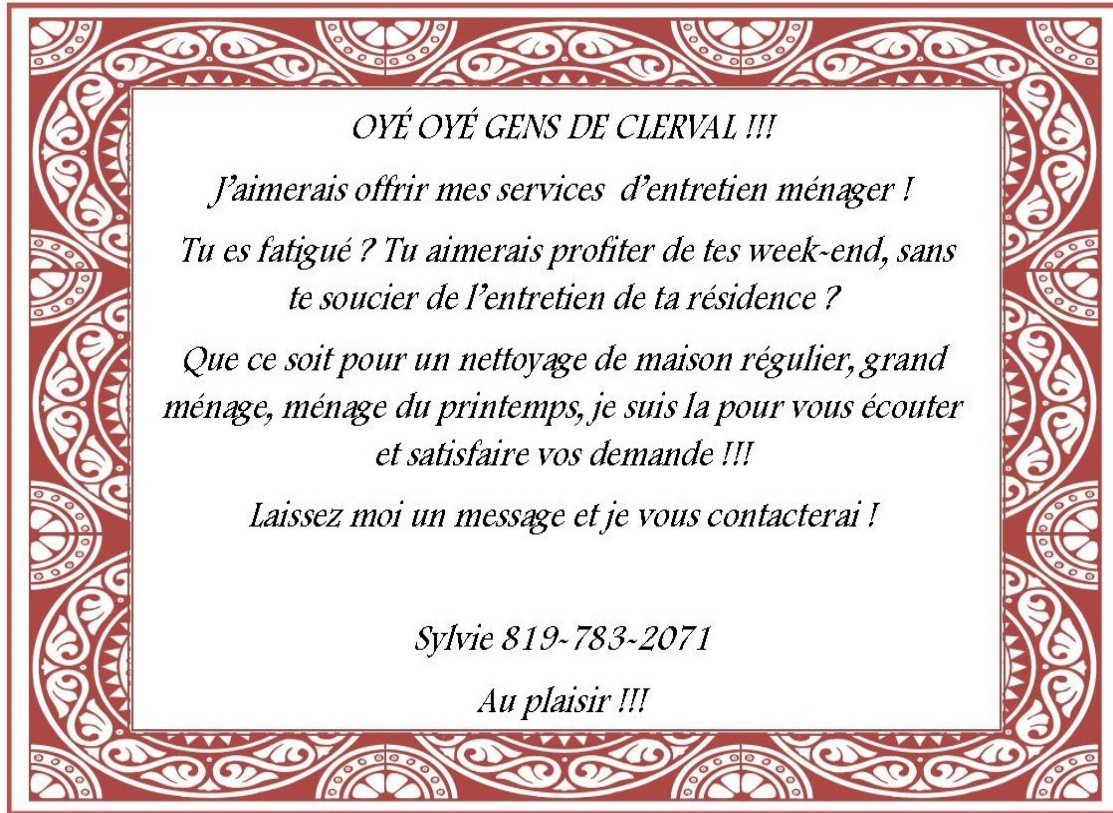 OYÉ OYÉ GENS DE CLERVAL !!!
J'aimerais offrir mes services d'entretien ménager !
Tu es fatigué ? Tu aimerais profiter de tes week-end, sans
te soucier de l'entretien de ta résidence ?
Que ce soit pour un nettoyage de maison régulier, grand
ménage, ménage du printemps, je suis la pour vous écouter
et satisfaire vos demande !!!
Laissez moi un message et je vous contacterai !
Sylvie 819-783-2071
Au plaisir !!!